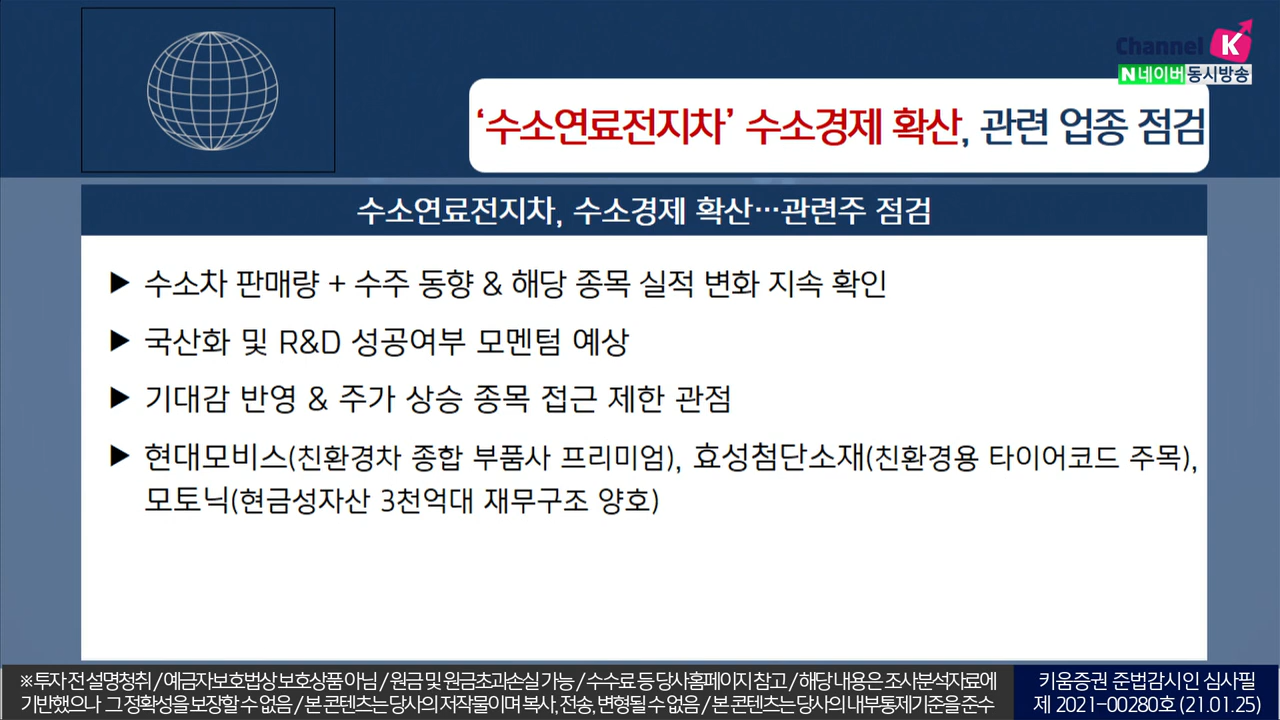 Channel K
N 네이버 동시방송
‘수소연료전지차’ 수소경제 확산, 관련 업종 점검
수소연료전지차, 수소경제 확산…관련주 점검
▶ 수소차 판매량 + 수주 동향 & 해당 종목 실적 변화 지속 확인
▶ 국산화 및 R&D 성공여부 모멘텀 예상
▶ 기대감 반영 & 주가 상승 종목 접근 제한 관점
▶ 현대모비스(친환경차 종합 부품사 프리미엄), 효성첨단소재(친환경용 타이어코드 주목),
모토닉(현금성자산 3천억대 재무구조 양호)
※ 투자 전 설명청취 / 예금자보호법상 보호상품 아님 / 원금 및 원금초과손실 가능 / 수수료 등 당사홈페이지 참고 / 해당 내용은 조사분석자료에
기반했으나 그 정확성을 보장할 수 없음 / 본 콘텐츠는 당사의 저작물이며 복사, 전송, 변형될 수 없음 / 본 콘텐츠는 당사의 내부통제기준을 준수
키움증권 준법감시인 심사필
제 2021-00280호 (21.01.25)